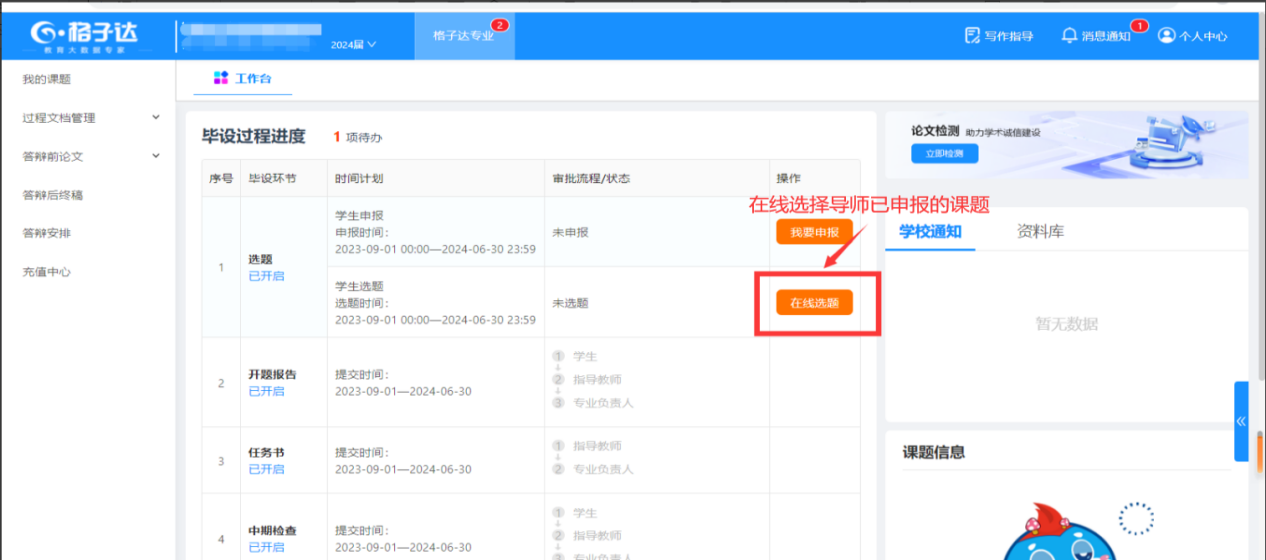 格子达
教育大数据专家
2024届
格子达专业
2
写作指导
消息通知
1
个人中心
我的课题
过程文档管理
答辩前论文
答辩后终稿
答辩安排
充值中心
工作台
毕设过程进度 1 项待办
序号 毕设环节 时间计划 审批流程/状态 操作
1
选题
已开启
学生申报
申报时间：
2023-09-01 00:00—2024-06-30 23:59
未申报
我要申报
学生选题
选题时间：
2023-09-01 00:00—2024-06-30 23:59
未选题
在线选题
在线选择导师已申报的课题
2
开题报告
已开启
提交时间：
2023-09-01—2024-06-30
1 学生
2 指导教师
3 专业负责人
3
任务书
已开启
提交时间：
2023-09-01—2024-06-30
1 指导教师
2 专业负责人
4
中期检查
已开启
提交时间：
2023-09-01—2024-06-30
1 学生
2 指导教师
3 专业负责人
论文检测 助力学术诚信建设
立即检测
学校通知 资料库
暂无数据
课题信息